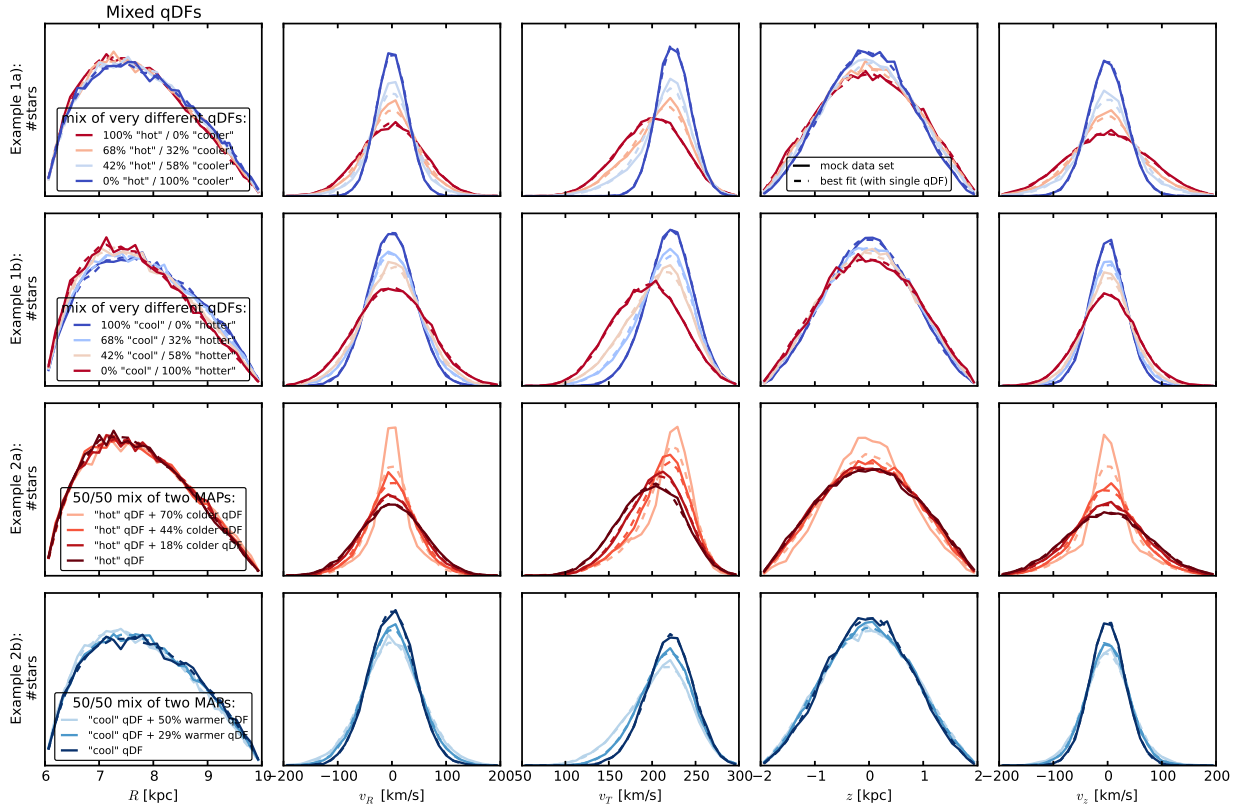 Mixed qDFs
Example 1a):
#stars
mix of very different qDFs:
100% "hot" / 0% "cooler"
68% "hot" / 32% "cooler"
42% "hot" / 58% "cooler"
0% "hot" / 100% "cooler"
mock data set
best fit (with single qDF)
Example 1b):
#stars
mix of very different qDFs:
100% "cool" / 0% "hotter"
68% "cool" / 32% "hotter"
42% "cool" / 58% "hotter"
0% "cool" / 100% "hotter"
Example 2a):
#stars
50/50 mix of two MAPs:
"hot" qDF + 70% colder qDF
"hot" qDF + 44% colder qDF
"hot" qDF + 18% colder qDF
"hot" qDF
Example 2b):
#stars
50/50 mix of two MAPs:
"cool" qDF + 50% warmer qDF
"cool" qDF + 29% warmer qDF
"cool" qDF
6 7 8 9 10
−200 −100 0 100 200
50 100 150 200 250 300
−2 −1 0 1 2
−200 −100 0 100 200
R [kpc]
v_R [km/s]
v_T [km/s]
z [kpc]
v_z [km/s]